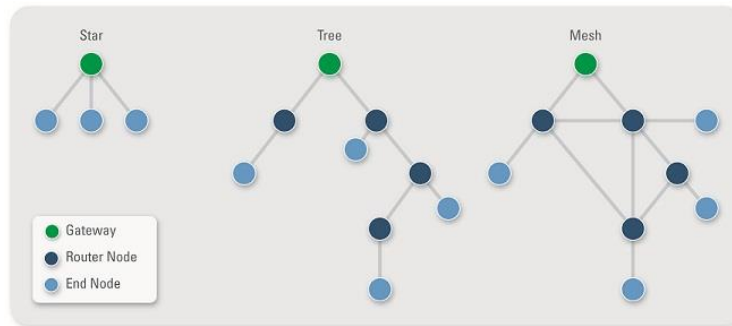 Star
Tree
Mesh
Gateway
Router Node
End Node